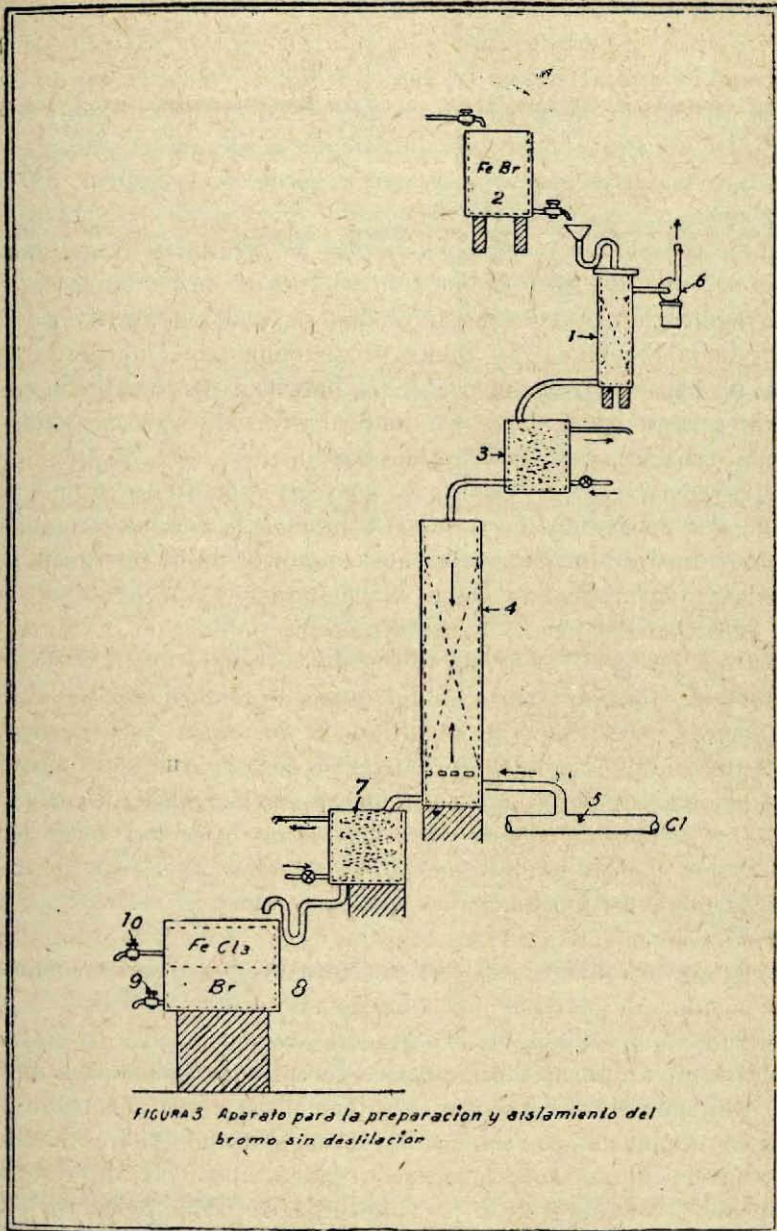 Fe Br
2
6
1
3
4
7
5
Cl
10
Fe Cl3
9
Br
8
FIGURA 3 Aparato para la preparacion y aislamiento del
bromo sin destilacion